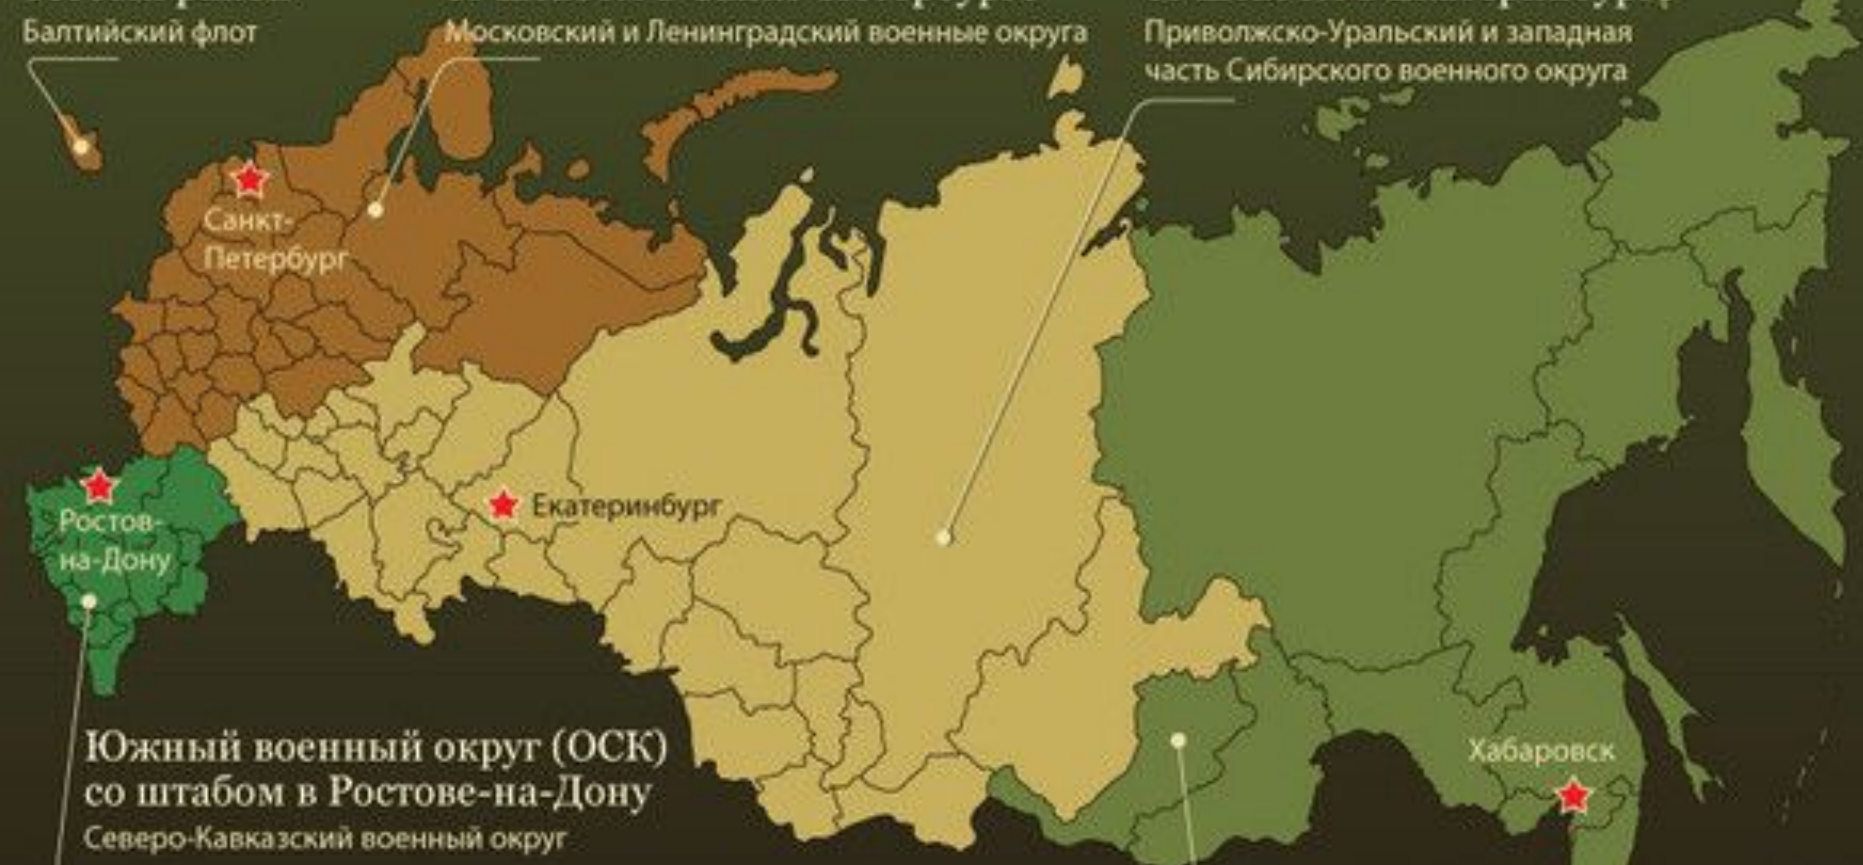 Балтийский флот
Московский и Ленинградский военные округа
Приволжско-Уральский и западная
часть Сибирского военного округа
Санкт-
Петербург
Екатеринбург
Ростов-
на-Дону
Южный военный округ (ОСК)
со штабом в Ростове-на-Дону
Северо-Кавказский военный округ
Хабаровск